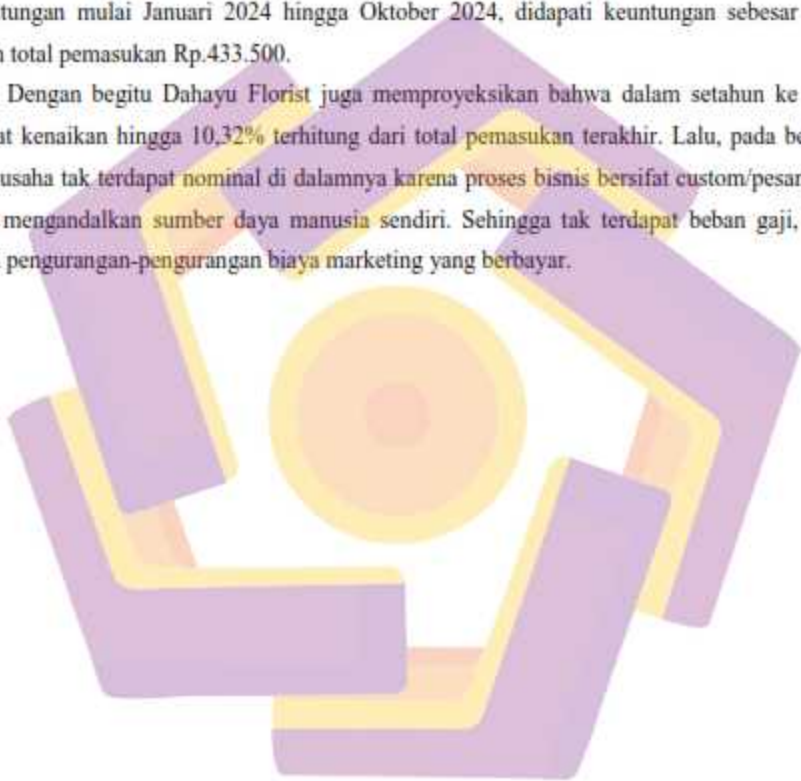 tungan mulai Januari 2024 hingga Oktober 2024, didapati keuntungan sebesar
total pemasukan Rp.433.500.
Dengan begitu Dahayu Florist juga memproyeksikan bahwa dalam setahun ke
at kenaikan hingga 10,32% terhitung dari total pemasukan terakhir. Lalu, pada be
usaha tak terdapat nominal di dalamnya karena proses bisnis bersifat custom/pesan
mengandalkan sumber daya manusia sendiri. Sehingga tak terdapat beban gaji,
pengurangan-pengurangan biaya marketing yang berbayar.